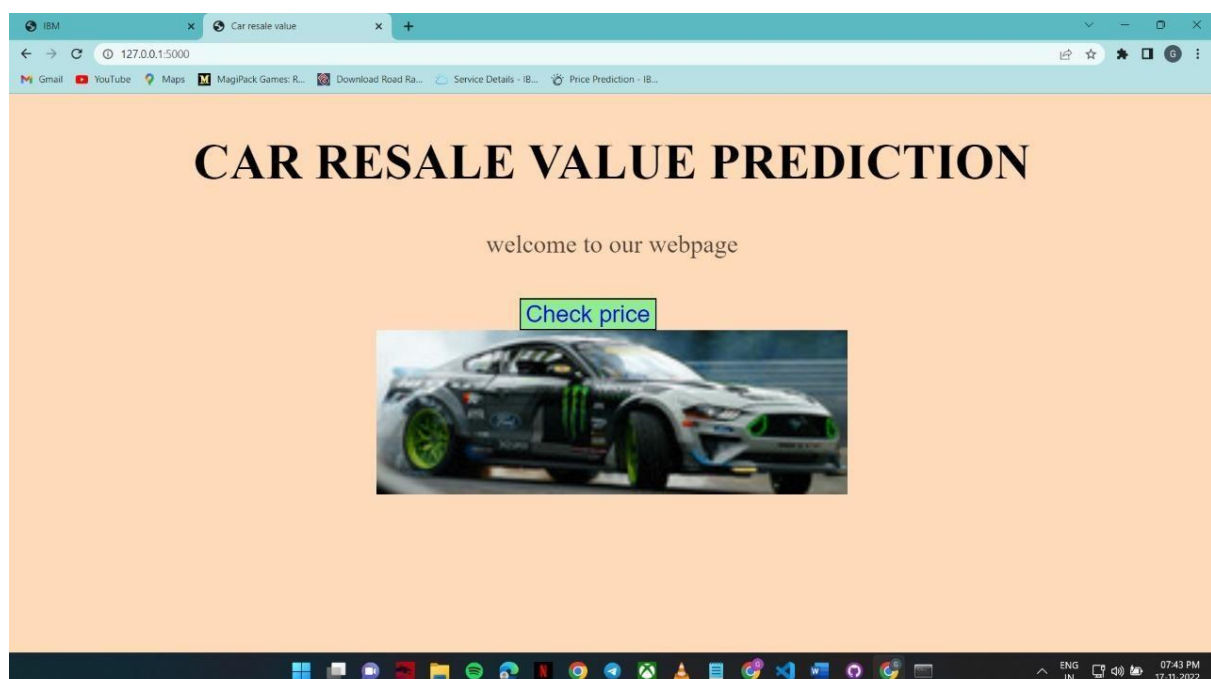 IBM
Car resale value
127.0.0.1:5000
Gmail YouTube Maps MagiPack Games: R... Download Road Ra... Service Details - IB... Price Prediction - IB...
CAR RESALE VALUE PREDICTION
welcome to our webpage
Check price
Ford
ENG
IN
07:43 PM
17-11-2022